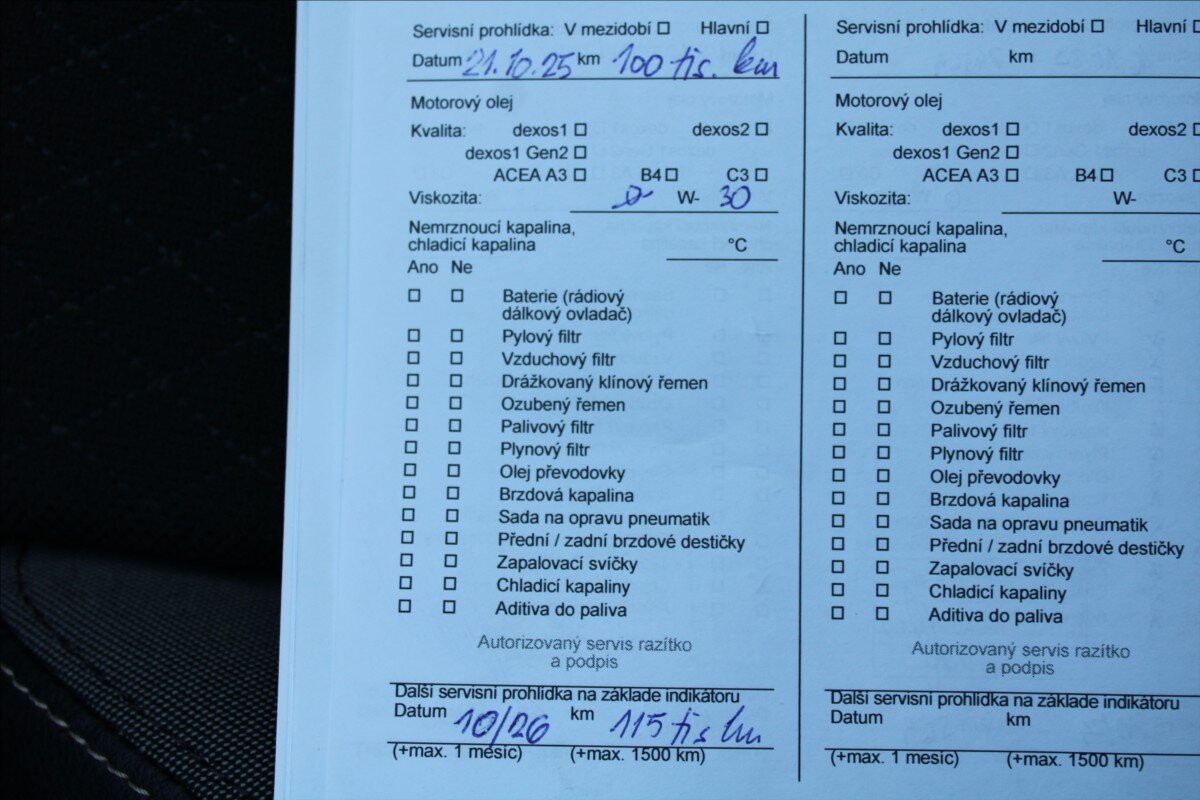 Servisní prohlídka: V mezidobí ☐ Hlavní ☐
Datum 21.10.25 km 100 tis. km
Motorový olej
Kvalita: dexos1 ☐ dexos2 ☐
dexos1 Gen2 ☐
ACEA A3 ☐ B4 ☐ C3 ☐
Viskozita: 0 W- 30
Nemrznoucí kapalina,
chladicí kapalina °C
Ano Ne
☐ ☐ Baterie (rádiový
dálkový ovladač)
☐ ☐ Pylový filtr
☐ ☐ Vzduchový filtr
☐ ☐ Drážkovaný klínový řemen
☐ ☐ Ozubený řemen
☐ ☐ Palivový filtr
☐ ☐ Plynový filtr
☐ ☐ Olej převodovky
☐ ☐ Brzdová kapalina
☐ ☐ Sada na opravu pneumatik
☐ ☐ Přední / zadní brzdové destičky
☐ ☐ Zapalovací svíčky
☐ ☐ Chladicí kapaliny
☐ ☐ Aditiva do paliva
Autorizovaný servis razítko
a podpis
Další servisní prohlídka na základe indikátoru
Datum 10/26 km 115 tis km
(+max. 1 mesíc) (+max. 1500 km)
Servisní prohlídka: V mezidobí ☐ Hlavní ☐
Datum km
Motorový olej
Kvalita: dexos1 ☐ dexos2 ☐
dexos1 Gen2 ☐
ACEA A3 ☐ B4 ☐ C3 ☐
Viskozita: W-
Nemrznoucí kapalina,
chladicí kapalina °C
Ano Ne
☐ ☐ Baterie (rádiový
dálkový ovladač)
☐ ☐ Pylový filtr
☐ ☐ Vzduchový filtr
☐ ☐ Drážkovaný klínový řemen
☐ ☐ Ozubený řemen
☐ ☐ Palivový filtr
☐ ☐ Plynový filtr
☐ ☐ Olej převodovky
☐ ☐ Brzdová kapalina
☐ ☐ Sada na opravu pneumatik
☐ ☐ Přední / zadní brzdové destičky
☐ ☐ Zapalovací svíčky
☐ ☐ Chladicí kapaliny
☐ ☐ Aditiva do paliva
Autorizovaný servis razítko
a podpis
Další servisní prohlídka na základe indikátoru
Datum km
(+max. 1 mesíc) (+max. 1500 km)